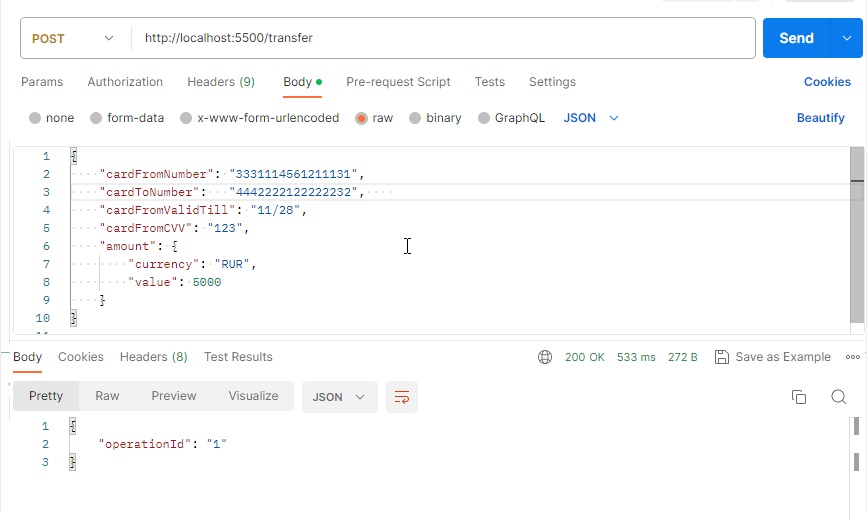 POST http://localhost:5500/transfer Send
Params Authorization Headers (9) Body Pre-request Script Tests Settings Cookies
none form-data x-www-form-urlencoded raw binary GraphQL JSON Beautify
1 {
2 "cardFromNumber": "3331114561211131",
3 "cardToNumber": "4442222122222232",
4 "cardFromValidTill": "11/28",
5 "cardFromCVV": "123",
6 "amount": {
7 "currency": "RUR",
8 "value": 5000
9 }
10 }
Body Cookies Headers (8) Test Results 200 OK 533 ms 272 B Save as Example
Pretty Raw Preview Visualize JSON
1 {
2 "operationId": "1"
3 }